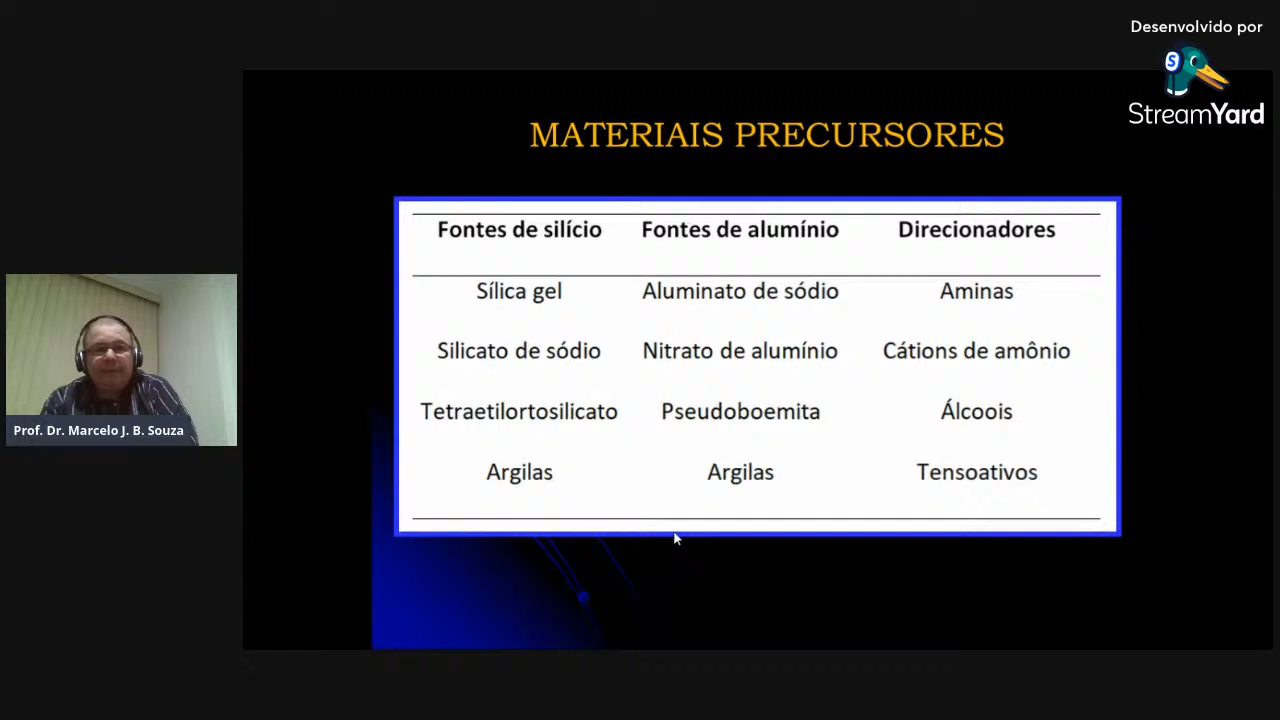 Desenvolvido por
StreamYard
MATERIAIS PRECURSORES
Fontes de silício Fontes de alumínio Direcionadores
Sílica gel Aluminato de sódio Aminas
Silicato de sódio Nitrato de alumínio Cátions de amônio
Tetraetilortosilicato Pseudoboemita Álcoois
Argilas Argilas Tensoativos
Prof. Dr. Marcelo J. B. Souza